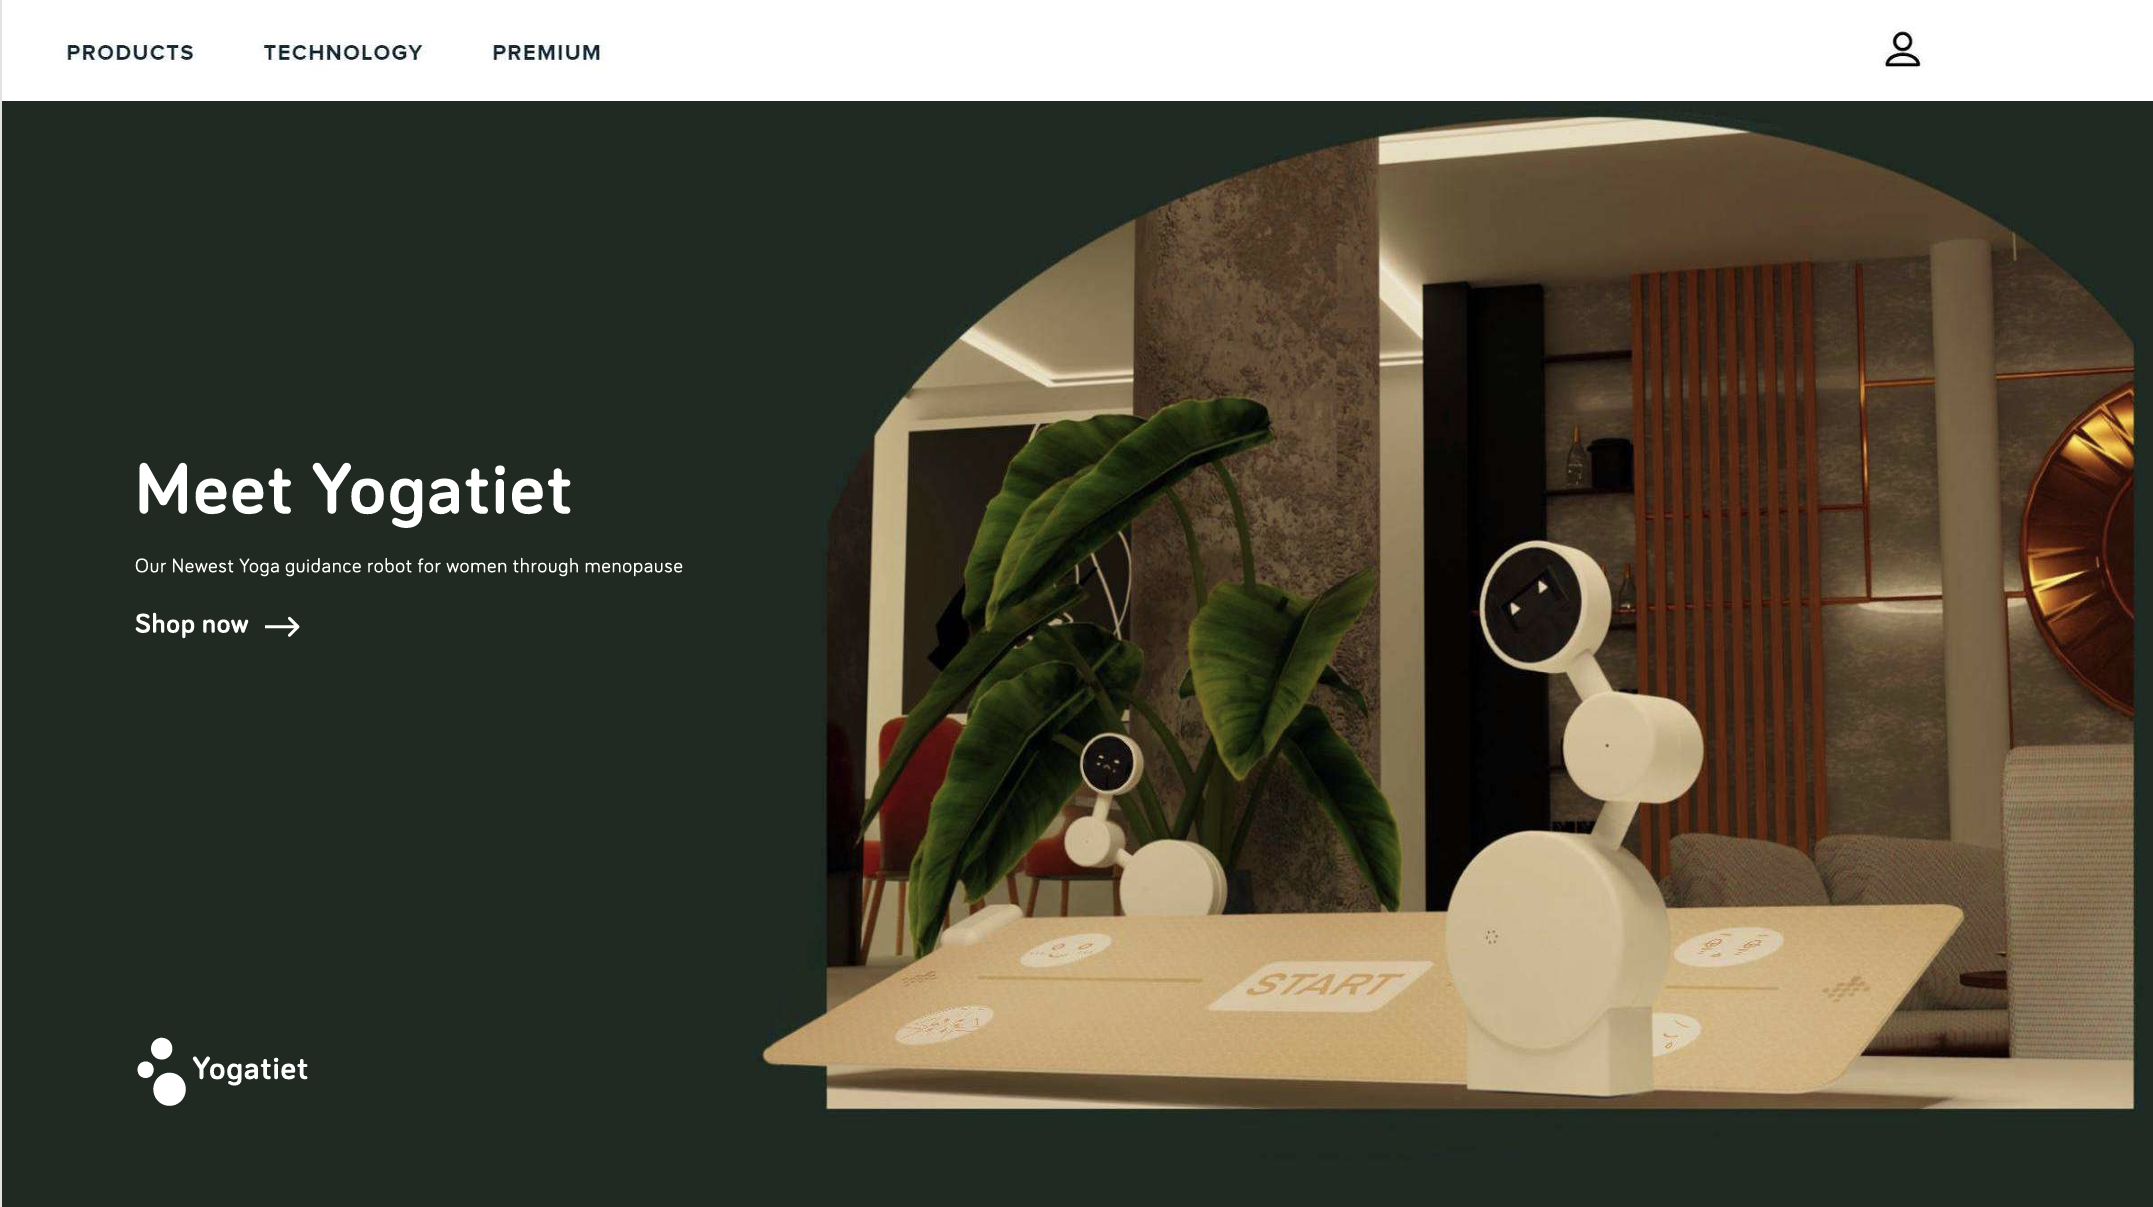 PRODUCTS TECHNOLOGY PREMIUM
Meet Yogatiet
Our Newest Yoga guidance robot for women through menopause
Shop now
START
Yogatiet